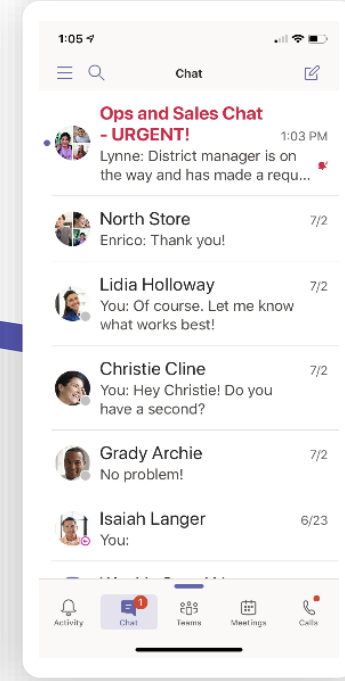 1:05
Chat
Ops and Sales Chat
- URGENT! 1:03 PM
Lynne: District manager is on
the way and has made a requ...
North Store 7/2
Enrico: Thank you!
Lidia Holloway 7/2
You: Of course. Let me know
what works best!
Christie Cline 7/2
You: Hey Christie! Do you
have a second?
Grady Archie 7/2
No problem!
Isaiah Langer 6/23
You:
1
Activity Chat Teams Meetings Calls